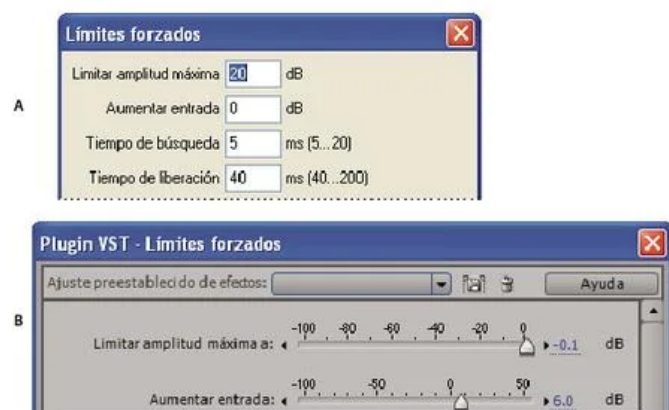 A
Límites forzados
Limitar amplitud máxima 20 dB
Aumentar entrada 0 dB
Tiempo de búsqueda 5 ms (5...20)
Tiempo de liberación 40 ms (40...200)
B
Plugin VST - Límites forzados
Ajuste preestablecido de efectos: Ayuda
-100 -80 -60 -40 -20 0
Limitar amplitud máxima a: -0.1 dB
-100 -50 0 50
Aumentar entrada: 6.0 dB